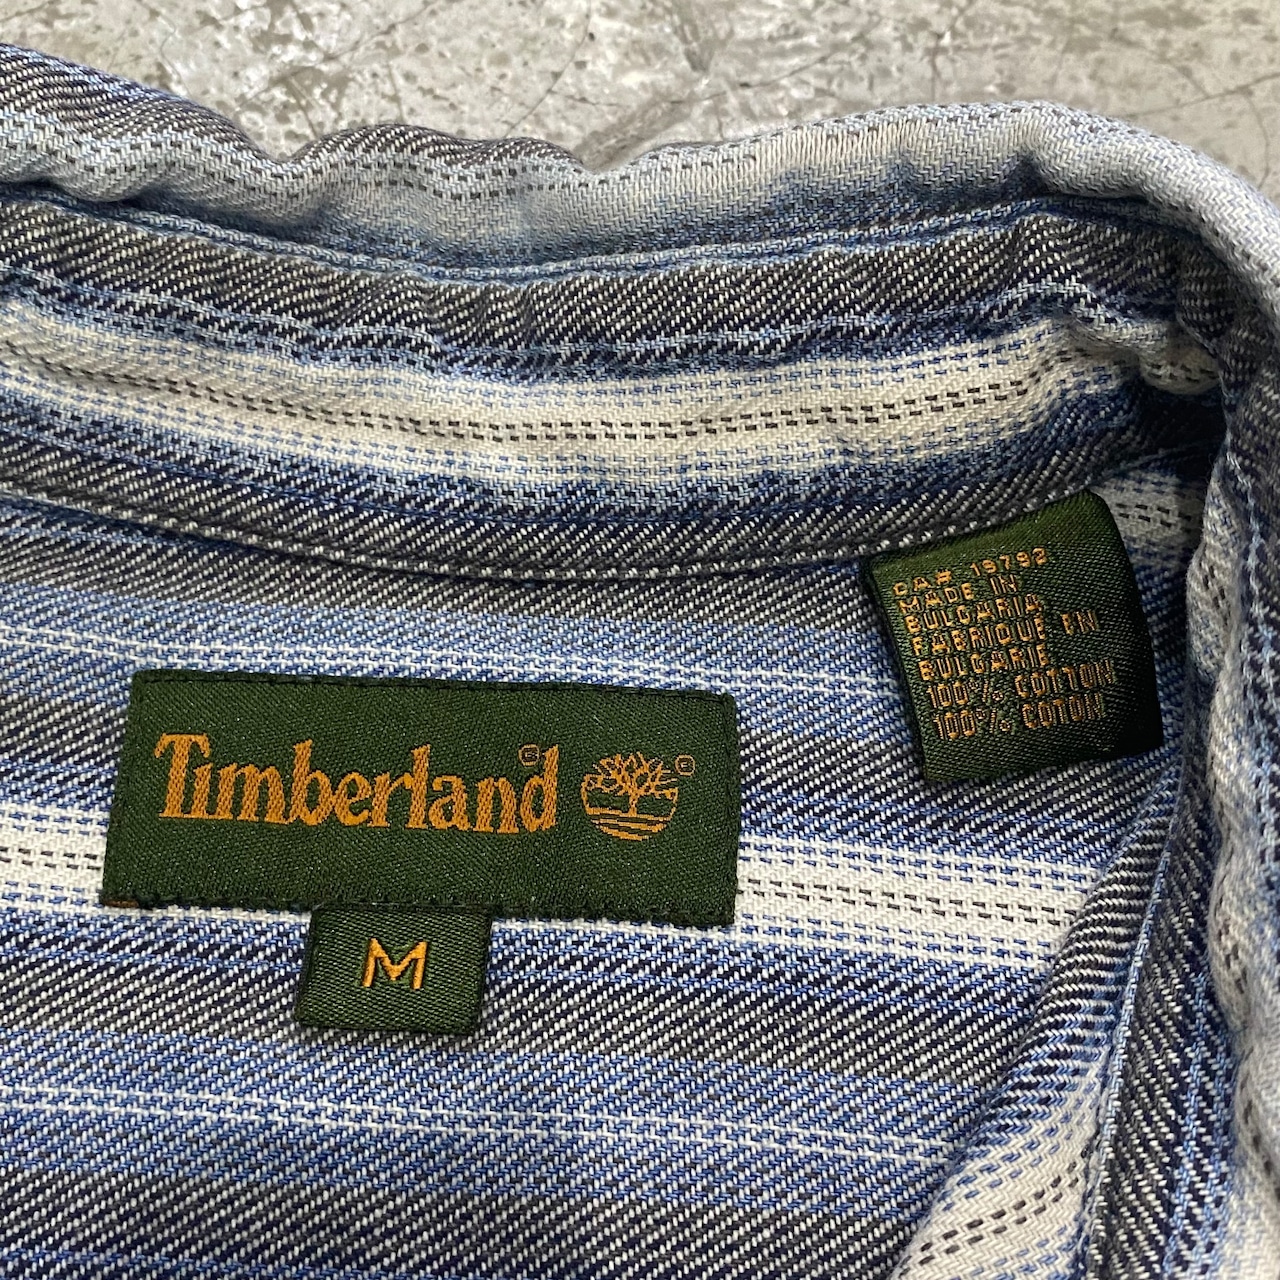 Timberland®
®
M
CA# 19792
MADE IN
BULGARIA
FABRIQUE EN
BULGARIE
100% COTTON
100% COTON